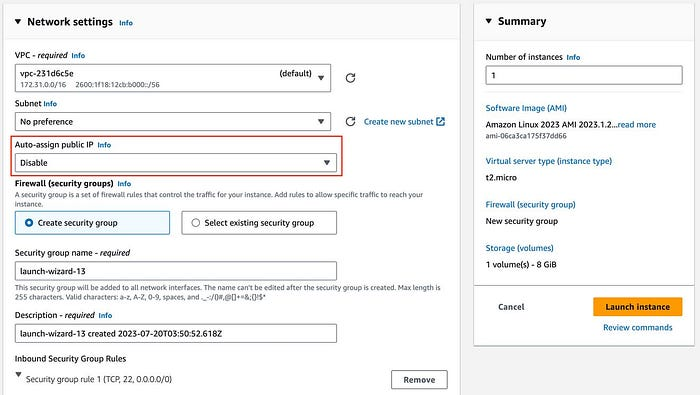 Network settings Info
VPC - required Info
vpc-231d6c5e (default)
172.31.0.0/16 2600:1f18:12cb:b000::/56
Subnet Info
No preference
Create new subnet
Auto-assign public IP Info
Disable
Firewall (security groups) Info
A security group is a set of firewall rules that control the traffic for your instance. Add rules to allow specific traffic to reach your
instance.
Create security group
Select existing security group
Security group name - required
launch-wizard-13
This security group will be added to all network interfaces. The name can't be edited after the security group is created. Max length is
255 characters. Valid characters: a-z, A-Z, 0-9, spaces, and ._-:/()#,@[]+=&;{}!$*
Description - required Info
launch-wizard-13 created 2023-07-20T03:50:52.618Z
Inbound Security Group Rules
Security group rule 1 (TCP, 22, 0.0.0.0/0)
Remove
Summary
Number of instances Info
1
Software Image (AMI)
Amazon Linux 2023 AMI 2023.1.2...read more
ami-06ca3ca175f37dd66
Virtual server type (instance type)
t2.micro
Firewall (security group)
New security group
Storage (volumes)
1 volume(s) - 8 GiB
Cancel
Launch instance
Review commands